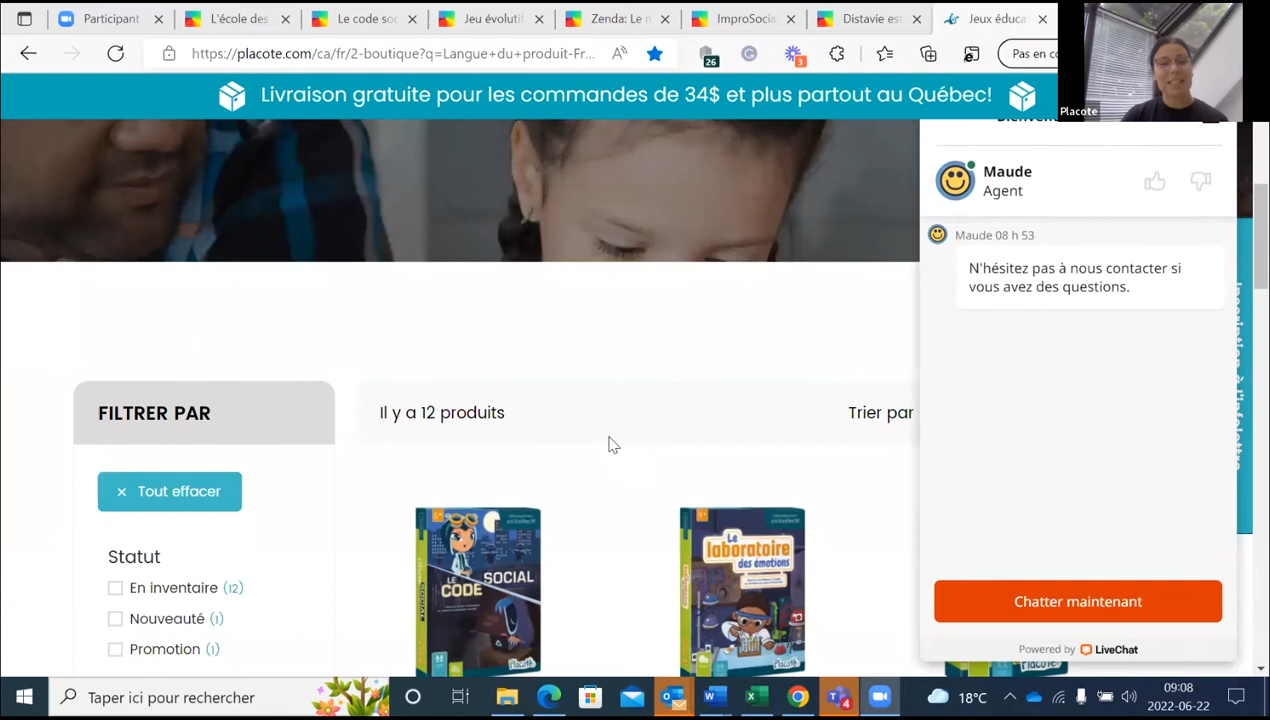 Participant
L'école des
Le code soc
Jeu évoluti
Zenda: Le n
ImproSocia
Distavie est
Jeux éduca
https://placote.com/ca/fr/2-boutique?q=Langue+du+produit-Fr...
26
3
Pas en co
Placote
Livraison gratuite pour les commandes de 34$ et plus partout au Québec!
Maude
Agent
Maude 08 h 53
N'hésitez pas à nous contacter si
vous avez des questions.
FILTRER PAR
Il y a 12 produits
Trier par
Tout effacer
Statut
En inventaire (12)
Nouveauté (1)
Promotion (1)
LE CODE SOCIAL
Placote
Le laboratoire
des émotions
Placote
Chatter maintenant
Powered by LiveChat
Taper ici pour rechercher
4
18°C
09:08
2022-06-22